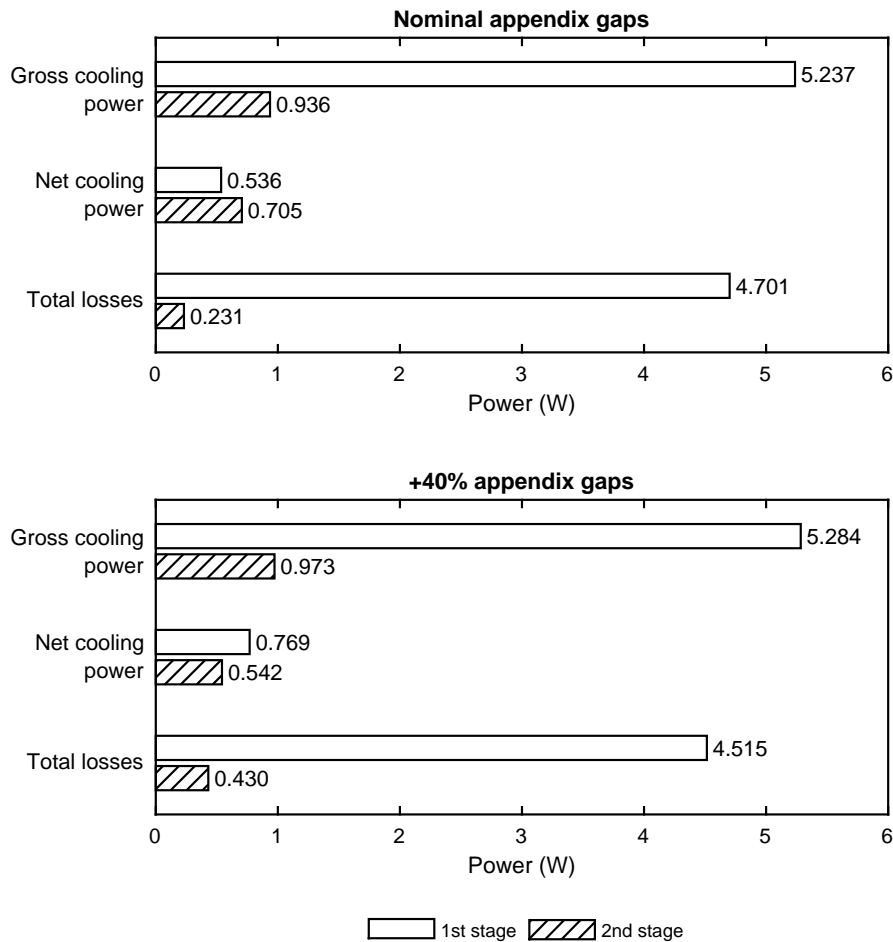 Nominal appendix gaps
Gross cooling
power
5.237
0.936
Net cooling
power
0.536
0.705
Total losses
4.701
0.231
0 1 2 3 4 5 6
Power (W)
+40% appendix gaps
Gross cooling
power
5.284
0.973
Net cooling
power
0.769
0.542
Total losses
4.515
0.430
0 1 2 3 4 5 6
Power (W)
1st stage 2nd stage